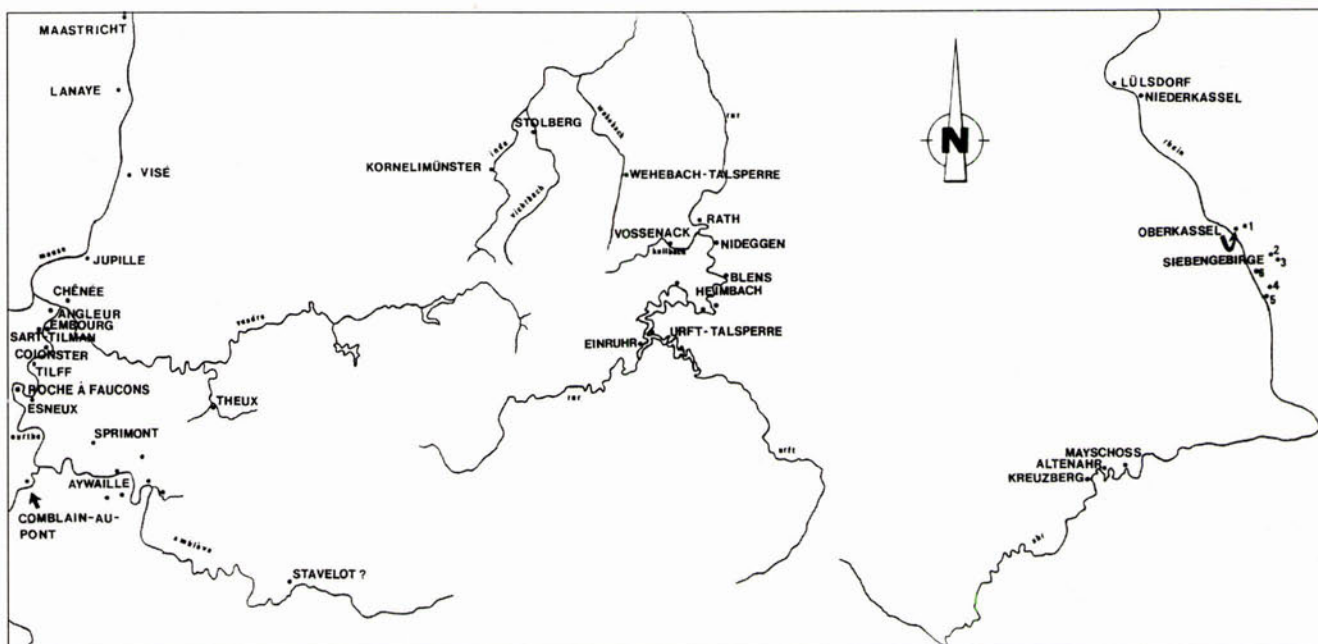 MAASTRICHT
LANAYE
VISÉ
meuse
JUPILLE
CHÊNÉE
ANGLEUR
EMBOURG
SART-TILMAN
COLONSTER
TILFF
ROCHE À FAUCONS
ESNEUX
ourthe
SPRIMONT
AYWAILLE
COMBLAIN-AU-
PONT
amblève
STAVELOT ?
THEUX
vesdre
KORNELIMÜNSTER
inde
STOLBERG
vichtbach
wehebach
WEHEBACH-TALSPERRE
rur
RATH
VOSSENACK
kallbach
NIDEGGEN
BLENS
HEIMBACH
URFT-TALSPERRE
EINRUHR
rur
urft
N
LÜLSDORF
NIEDERKASSEL
rhein
OBERKASSEL
1
2
SIEBENGEBIRGE
3
6
4
5
MAYSCHOSS
ALTENAHR
KREUZBERG
ahr